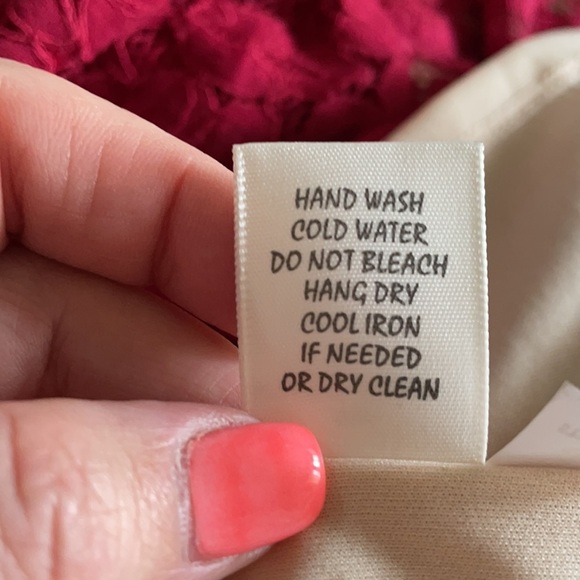 HAND WASH
COLD WATER
DO NOT BLEACH
HANG DRY
COOL IRON
IF NEEDED
OR DRY CLEAN